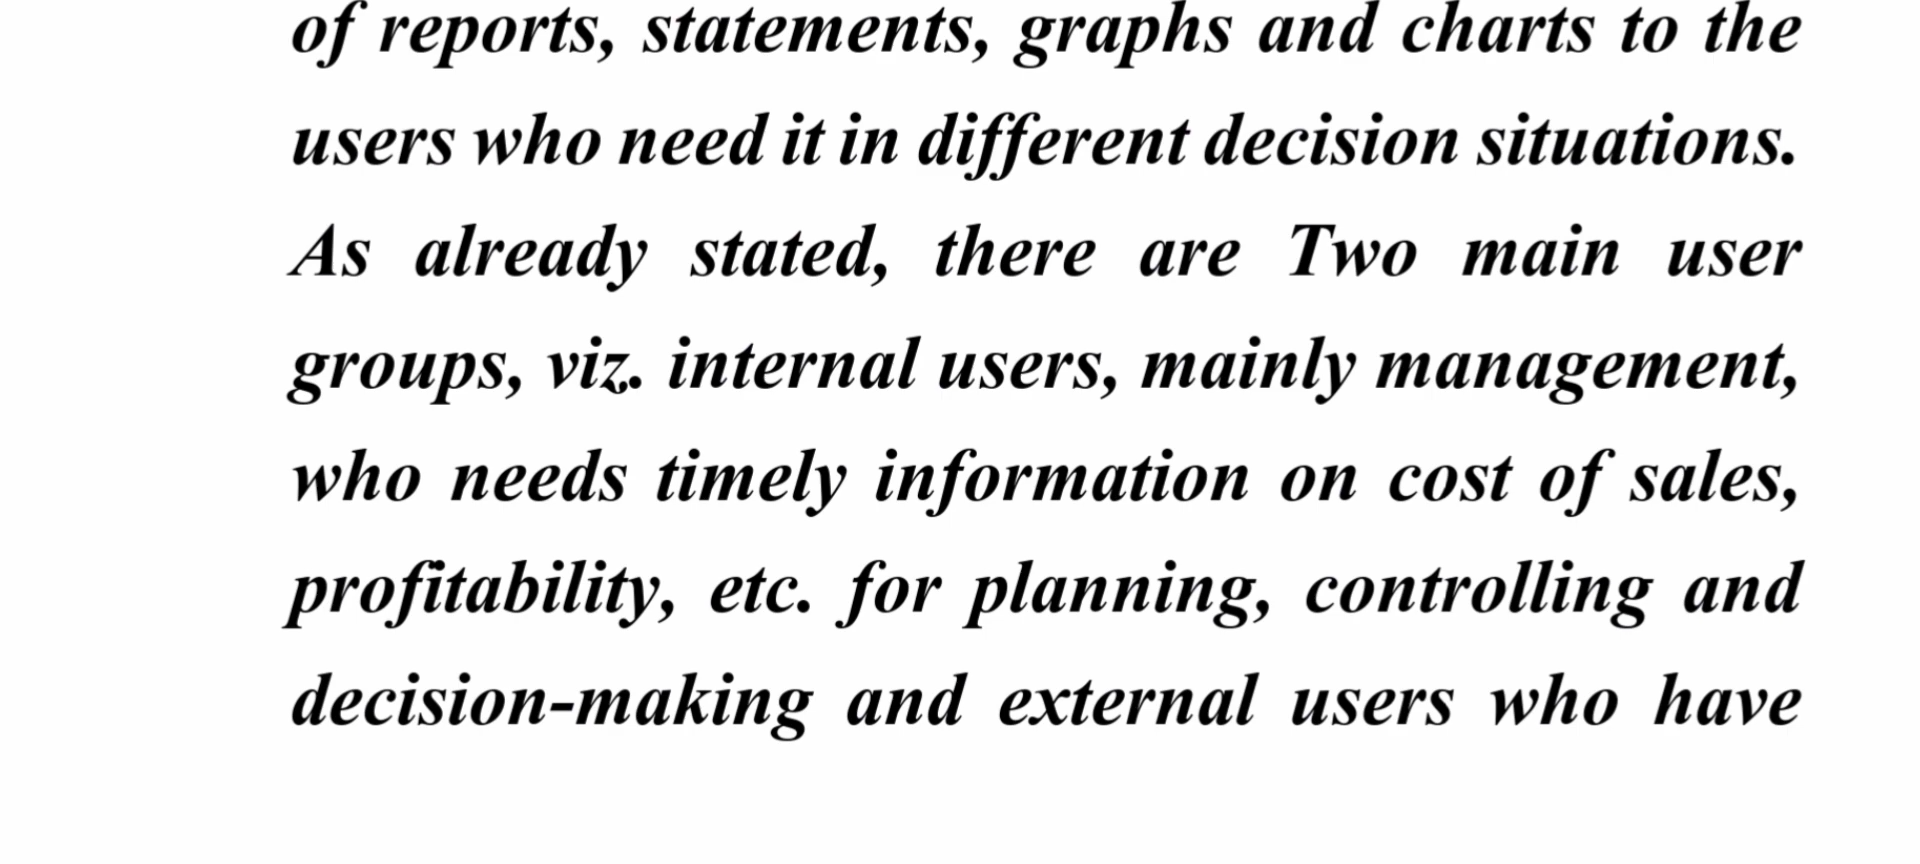 of reports, statements, graphs and charts to the
users who need it in different decision situations.
As already stated, there are Two main user
groups, viz. internal users, mainly management,
who needs timely information on cost of sales,
profitability, etc. for planning, controlling and
decision-making and external users who have